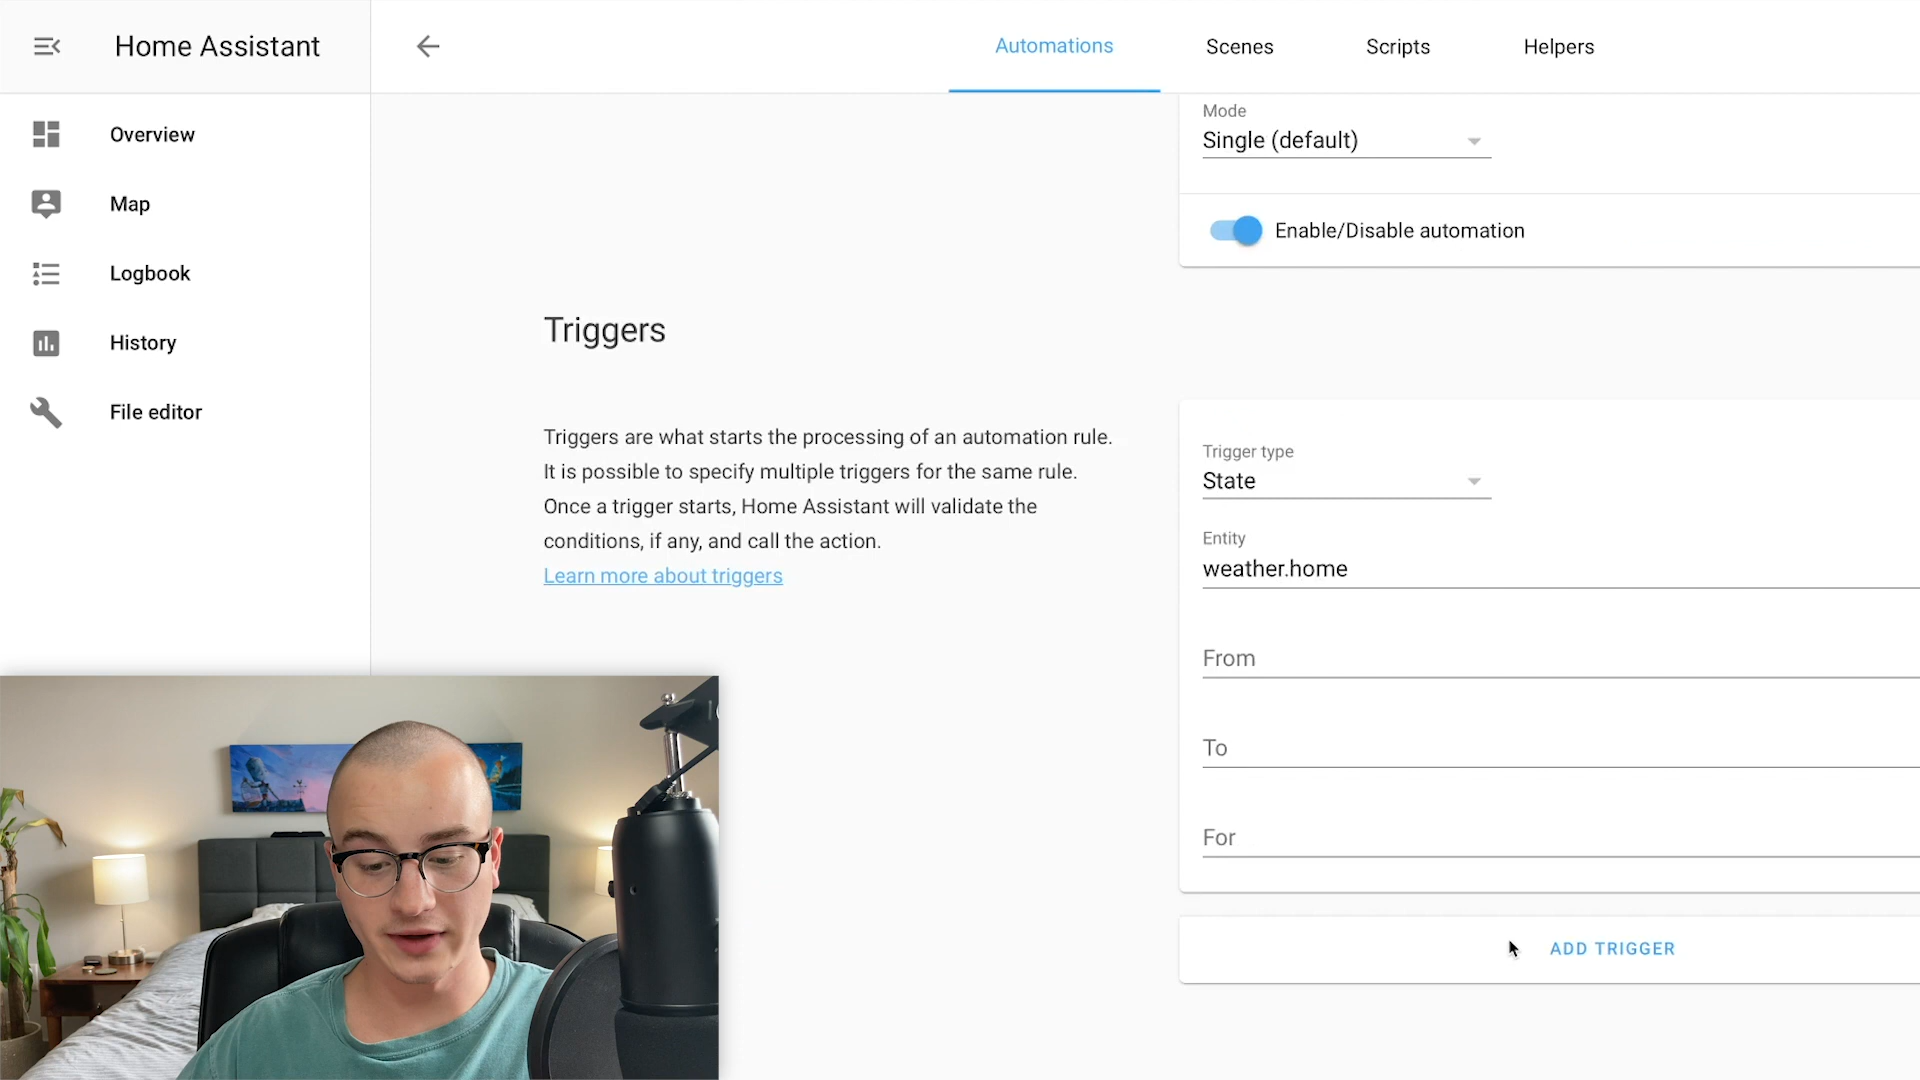 Home Assistant
Automations
Scenes
Scripts
Helpers
Overview
Map
Logbook
History
File editor
Mode
Single (default)
Enable/Disable automation
Triggers
Triggers are what starts the processing of an automation rule.
It is possible to specify multiple triggers for the same rule.
Once a trigger starts, Home Assistant will validate the
conditions, if any, and call the action.
Learn more about triggers
Trigger type
State
Entity
weather.home
From
To
For
ADD TRIGGER